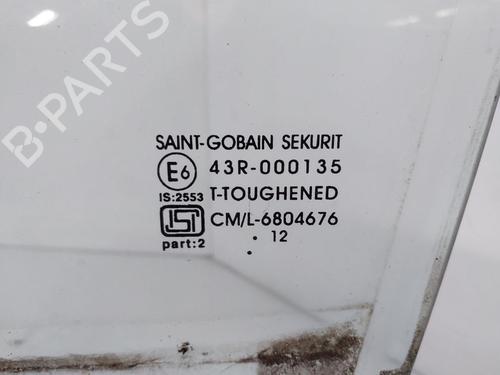 B-PARTS
SAINT-GOBAIN SEKURIT
E6 43R-000135
IS:2553 T-TOUGHENED
ISI CM/L-6804676
part:2 . 12
.